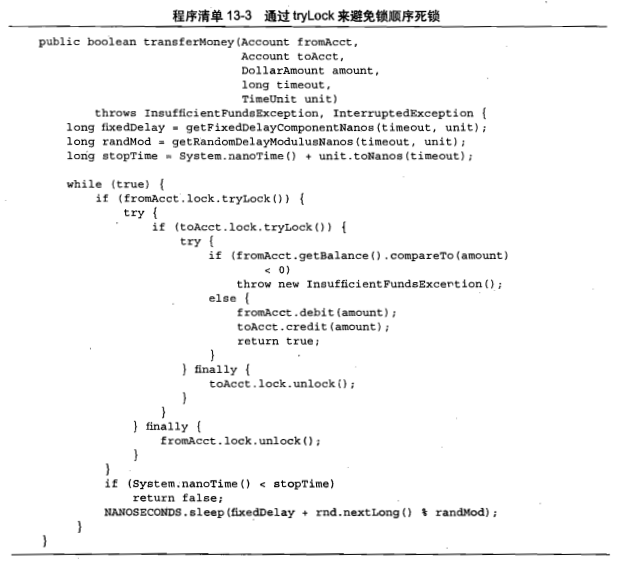 程序清单 13-3 通过 tryLock 来避免锁顺序死锁
public boolean transferMoney(Account fromAcct,
Account toAcct,
DollarAmount amount,
long timeout,
TimeUnit unit)
throws InsufficientFundsException, InterruptedException {
long fixedDelay = getFixedDelayComponentNanos(timeout, unit);
long randMod = getRandomDelayModulusNanos(timeout, unit);
long stopTime = System.nanoTime() + unit.toNanos(timeout);
while (true) {
if (fromAcct.lock.tryLock()) {
try {
if (toAcct.lock.tryLock()) {
try {
if (fromAcct.getBalance().compareTo(amount)
< 0)
throw new InsufficientFundsException();
else {
fromAcct.debit(amount);
toAcct.credit(amount);
return true;
}
} finally {
toAcct.lock.unlock();
}
}
} finally {
fromAcct.lock.unlock();
}
}
if (System.nanoTime() < stopTime)
return false;
NANOSECONDS.sleep(fixedDelay + rnd.nextLong() % randMod);
}
}